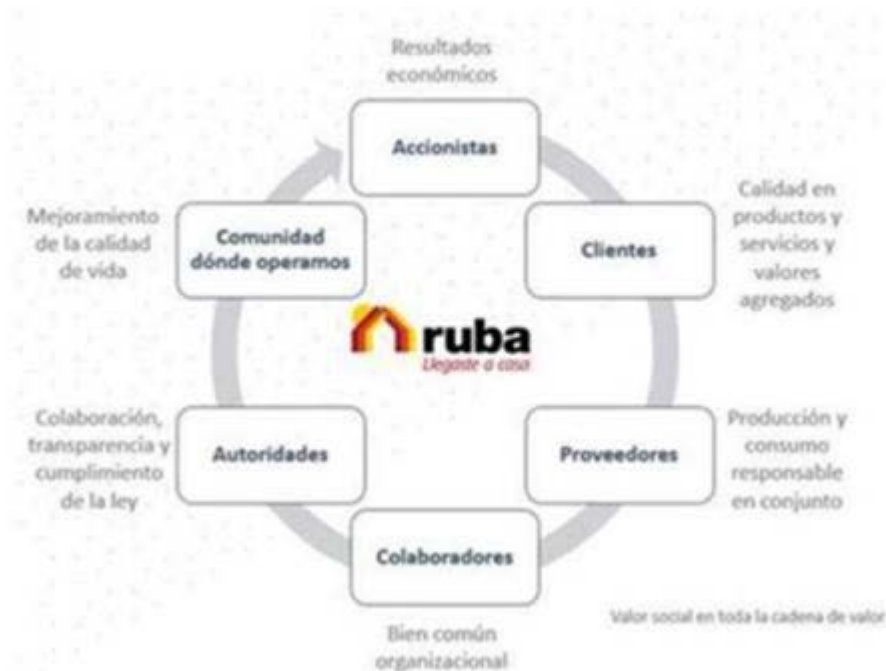 Resultados
económicos
Accionistas
Calidad en
productos y
servicios y
valores
agregados
Clientes
Producción y
consumo
responsable
en conjunto
Proveedores
Colaboradores
Bien común
organizacional
Autoridades
Colaboración,
transparencia y
cumplimiento
de la ley
Comunidad
dónde operamos
Mejoramiento
de la calidad
de vida
ruba
Llegaste a casa
Valor social en toda la cadena de valor